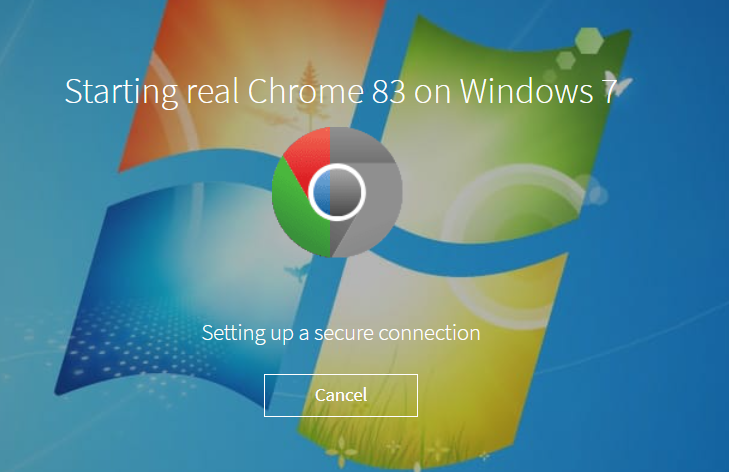 Starting real Chrome 83 on Windows 7
Setting up a secure connection
Cancel